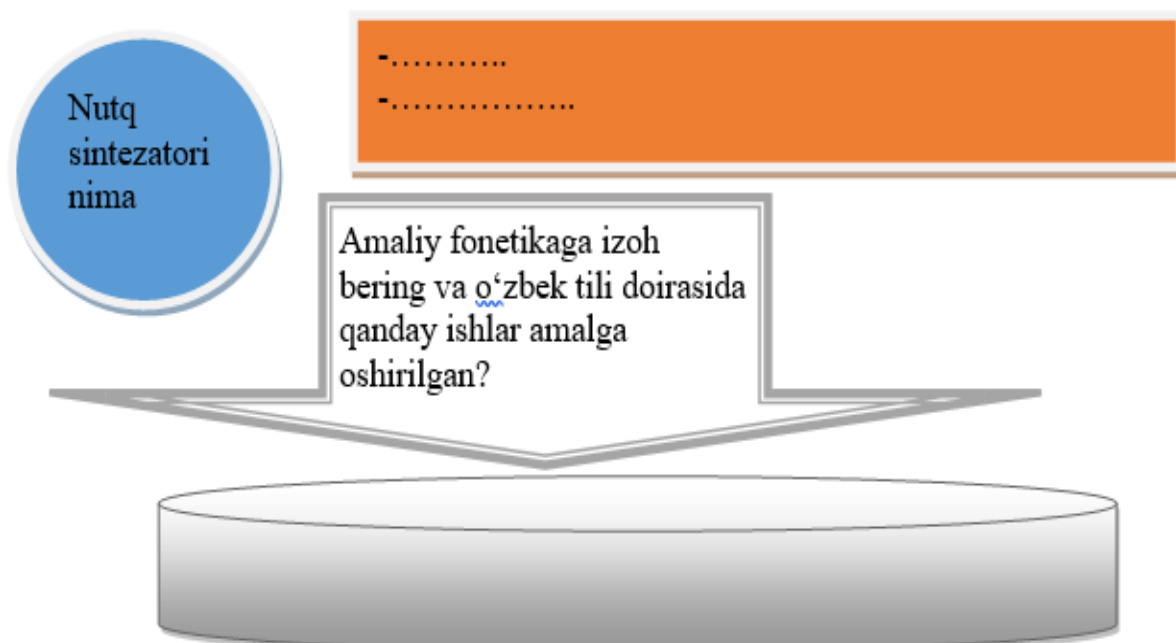 Nutq
sintezatori
nima
-………..
-……………..
Amaliy fonetikaga izoh
bering va o‘zbek tili doirasida
qanday ishlar amalga
oshirilgan?